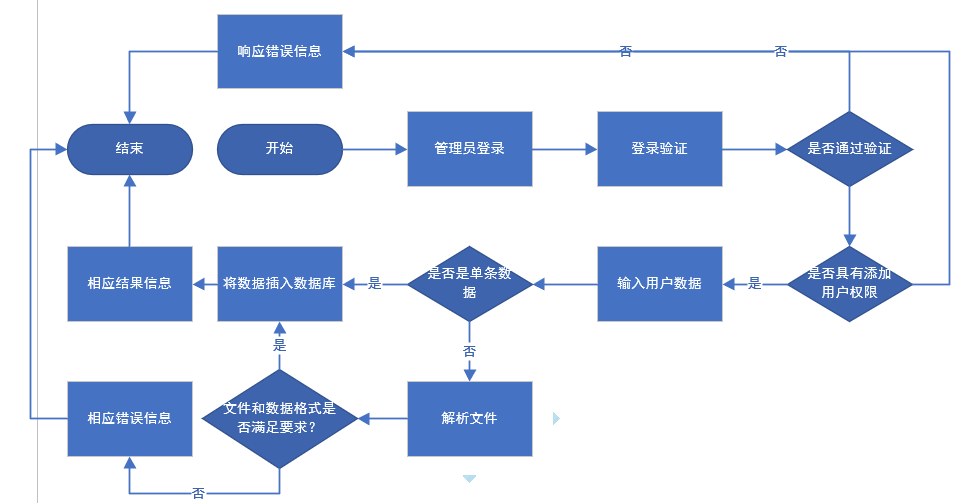 响应错误信息
否
否
结束
开始
管理员登录
登录验证
是否通过验证
相应结果信息
将数据插入数据库
是
是否是单条数
据
输入用户数据
是
是否具有添加
用户权限
是
否
相应错误信息
文件和数据格式是
否满足要求？
解析文件
否